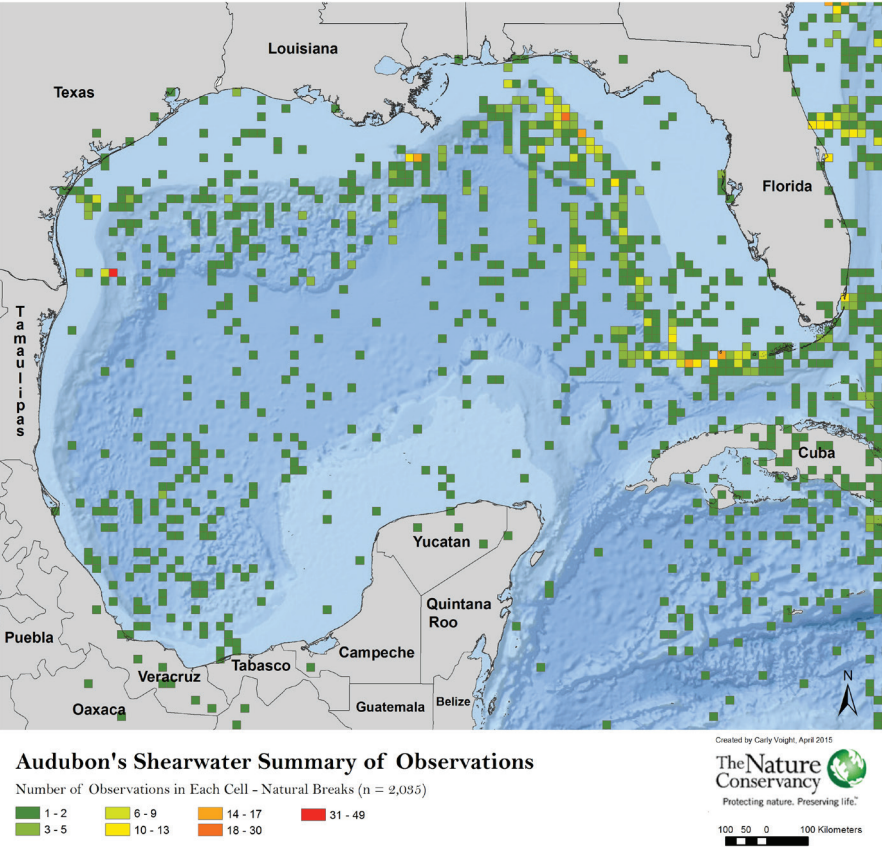 Louisiana
Texas
Florida
Tamaulipas
Cuba
Yucatan
Quintana
Roo
Puebla
Campeche
Tabasco
Veracruz
Guatemala
Belize
Oaxaca
N
Created by Carly Voight, April 2015
Audubon's Shearwater Summary of Observations
Number of Observations in Each Cell - Natural Breaks (n = 2,035)
1 - 2
3 - 5
6 - 9
10 - 13
14 - 17
18 - 30
31 - 49
The Nature
Conservancy
Protecting nature. Preserving life.™
100 50 0 100 Kilometers